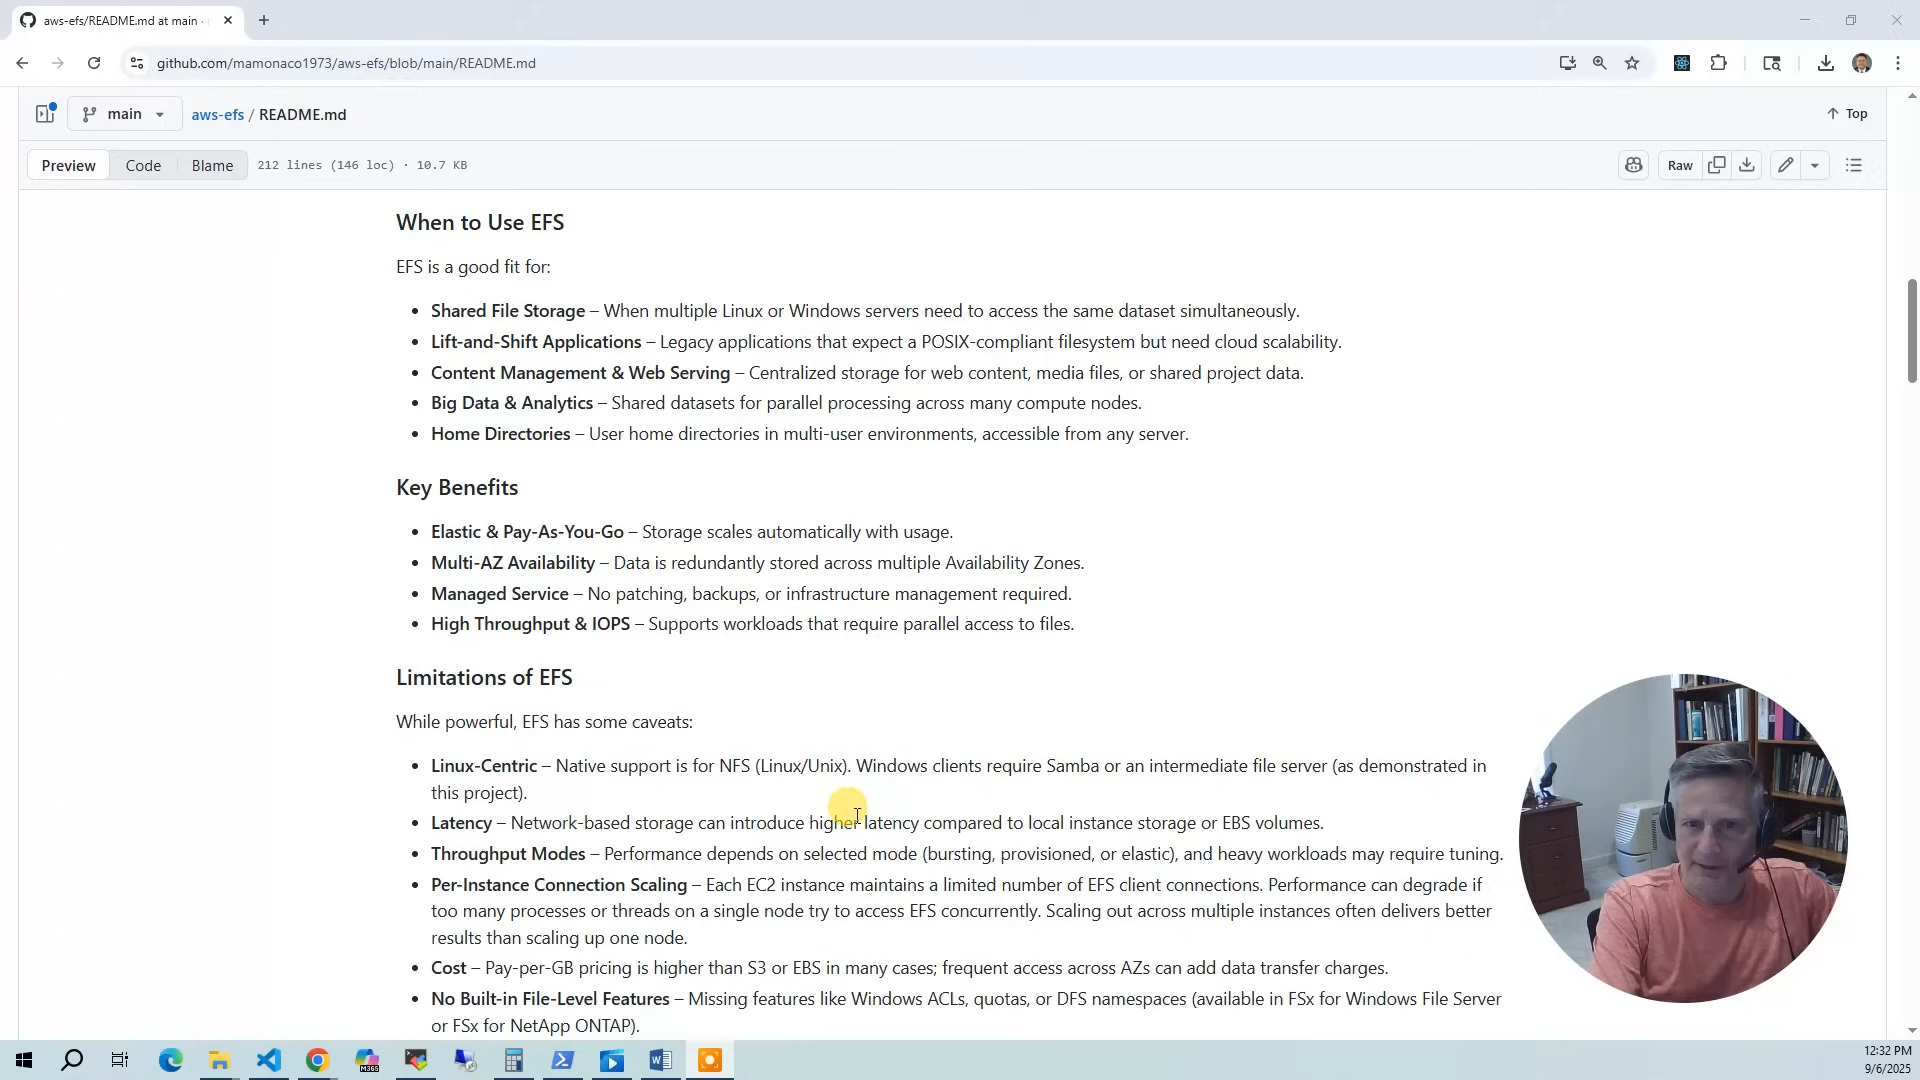 aws-efs/README.md at main ·
github.com/mamonaco1973/aws-efs/blob/main/README.md
main
aws-efs / README.md
Top
Preview Code Blame 212 lines (146 loc) · 10.7 KB
Raw
When to Use EFS
EFS is a good fit for:
• Shared File Storage – When multiple Linux or Windows servers need to access the same dataset simultaneously.
• Lift-and-Shift Applications – Legacy applications that expect a POSIX-compliant filesystem but need cloud scalability.
• Content Management & Web Serving – Centralized storage for web content, media files, or shared project data.
• Big Data & Analytics – Shared datasets for parallel processing across many compute nodes.
• Home Directories – User home directories in multi-user environments, accessible from any server.
Key Benefits
• Elastic & Pay-As-You-Go – Storage scales automatically with usage.
• Multi-AZ Availability – Data is redundantly stored across multiple Availability Zones.
• Managed Service – No patching, backups, or infrastructure management required.
• High Throughput & IOPS – Supports workloads that require parallel access to files.
Limitations of EFS
While powerful, EFS has some caveats:
• Linux-Centric – Native support is for NFS (Linux/Unix). Windows clients require Samba or an intermediate file server (as demonstrated in
this project).
• Latency – Network-based storage can introduce higher latency compared to local instance storage or EBS volumes.
• Throughput Modes – Performance depends on selected mode (bursting, provisioned, or elastic), and heavy workloads may require tuning.
• Per-Instance Connection Scaling – Each EC2 instance maintains a limited number of EFS client connections. Performance can degrade if
too many processes or threads on a single node try to access EFS concurrently. Scaling out across multiple instances often delivers better
results than scaling up one node.
• Cost – Pay-per-GB pricing is higher than S3 or EBS in many cases; frequent access across AZs can add data transfer charges.
• No Built-in File-Level Features – Missing features like Windows ACLs, quotas, or DFS namespaces (available in FSx for Windows File Server
or FSx for NetApp ONTAP).
M365
12:32 PM
9/6/2025